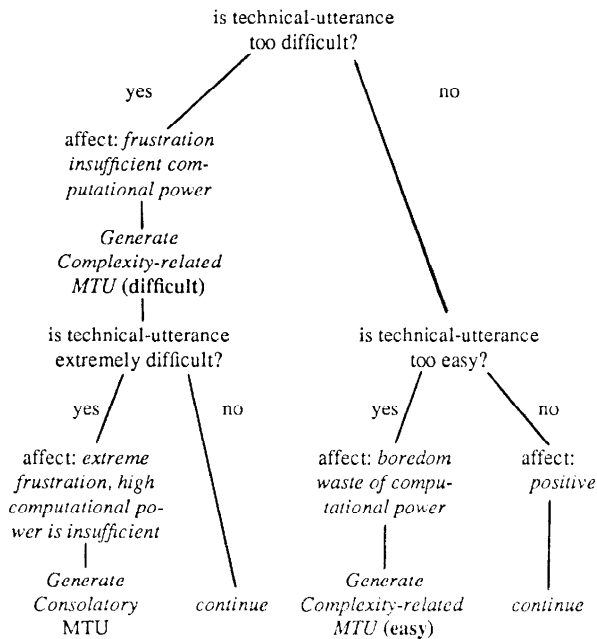 is technical-utterance
too difficult?
yes
no
affect: frustration
insufficient com-
putational power
Generate
Complexity-related
MTU (difficult)
is technical-utterance
extremely difficult?
is technical-utterance
too easy?
yes
no
yes
no
affect: extreme
frustration, high
computational po-
wer is insufficient
affect: boredom
waste of compu-
tational power
affect:
positive
Generate
Consolatory
MTU
continue
Generate
Complexity-related
MTU (easy)
continue